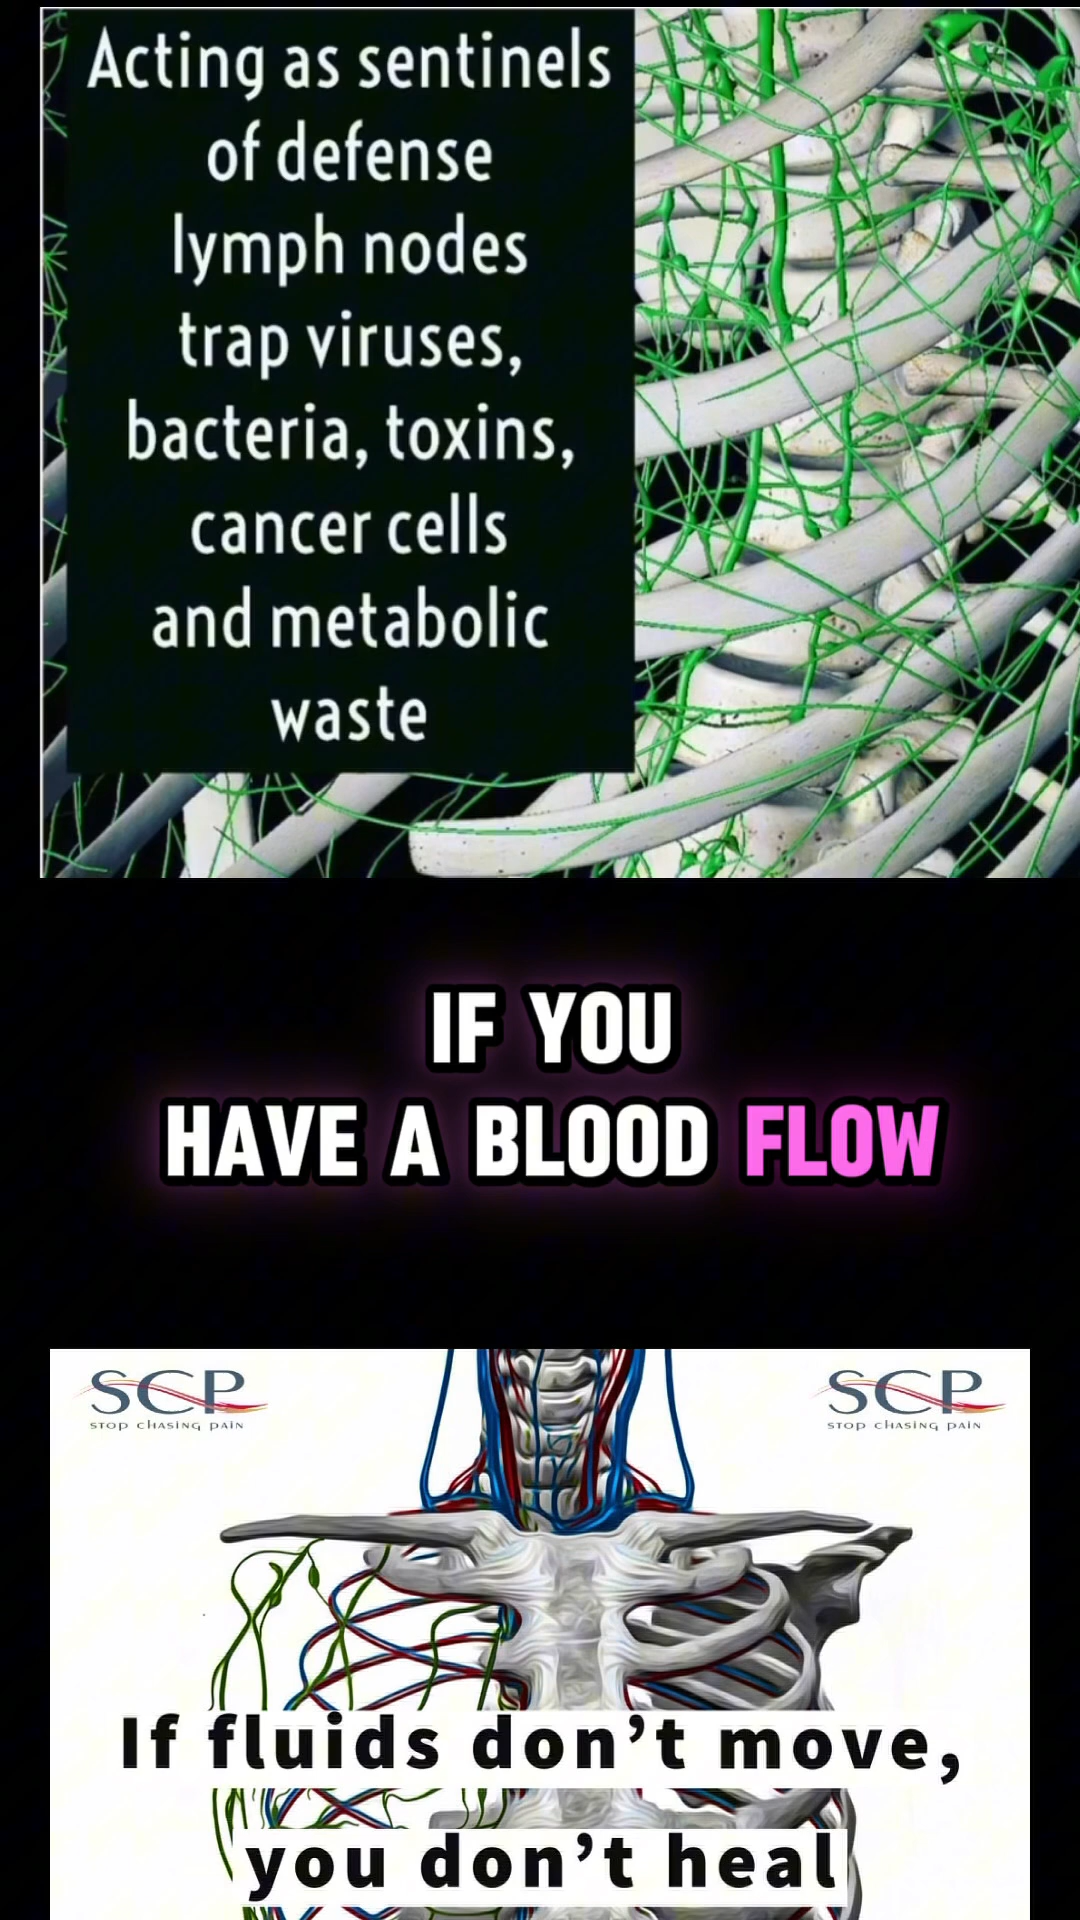 Acting as sentinels
of defense
lymph nodes
trap viruses,
bacteria, toxins,
cancer cells
and metabolic
waste
IF YOU
HAVE A BLOOD FLOW
SCP
STOP CHASING PAIN
SCP
STOP CHASING PAIN
If fluids don't move,
you don't heal